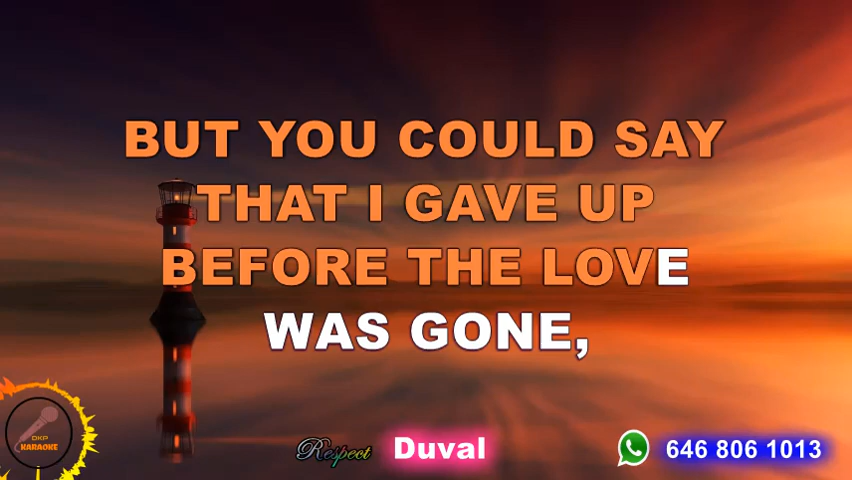 BUT YOU COULD SAY
THAT I GAVE UP
BEFORE THE LOVE
WAS GONE,
DKP
KARAOKE
Respect Duval
646 806 1013